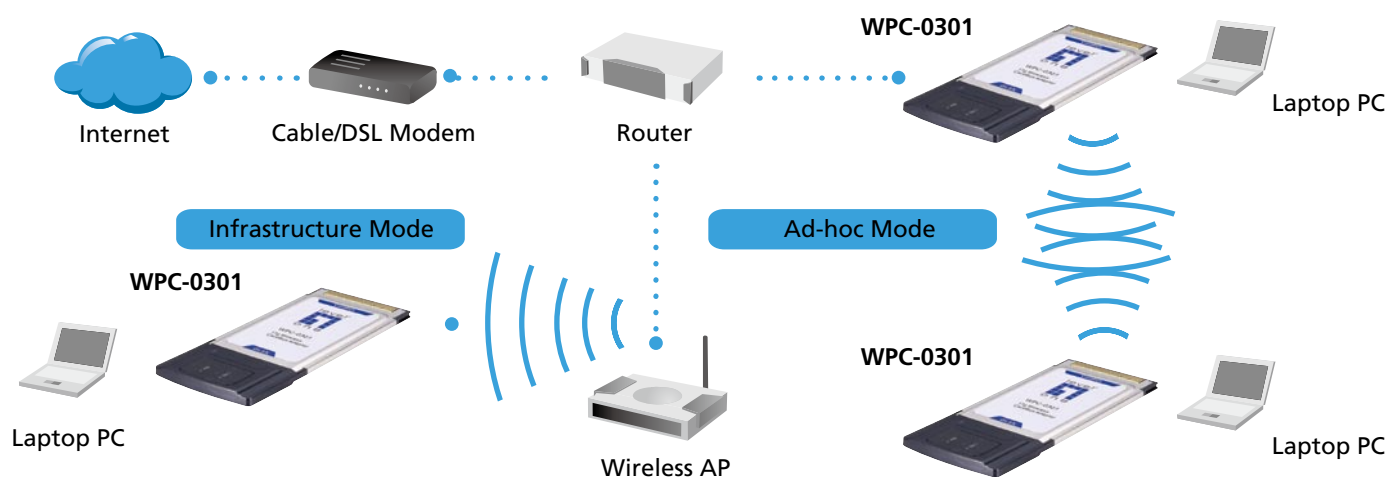 WPC-0301
Laptop PC
Internet
Cable/DSL Modem
Router
Infrastructure Mode
Ad-hoc Mode
WPC-0301
Laptop PC
Wireless AP
WPC-0301
Laptop PC